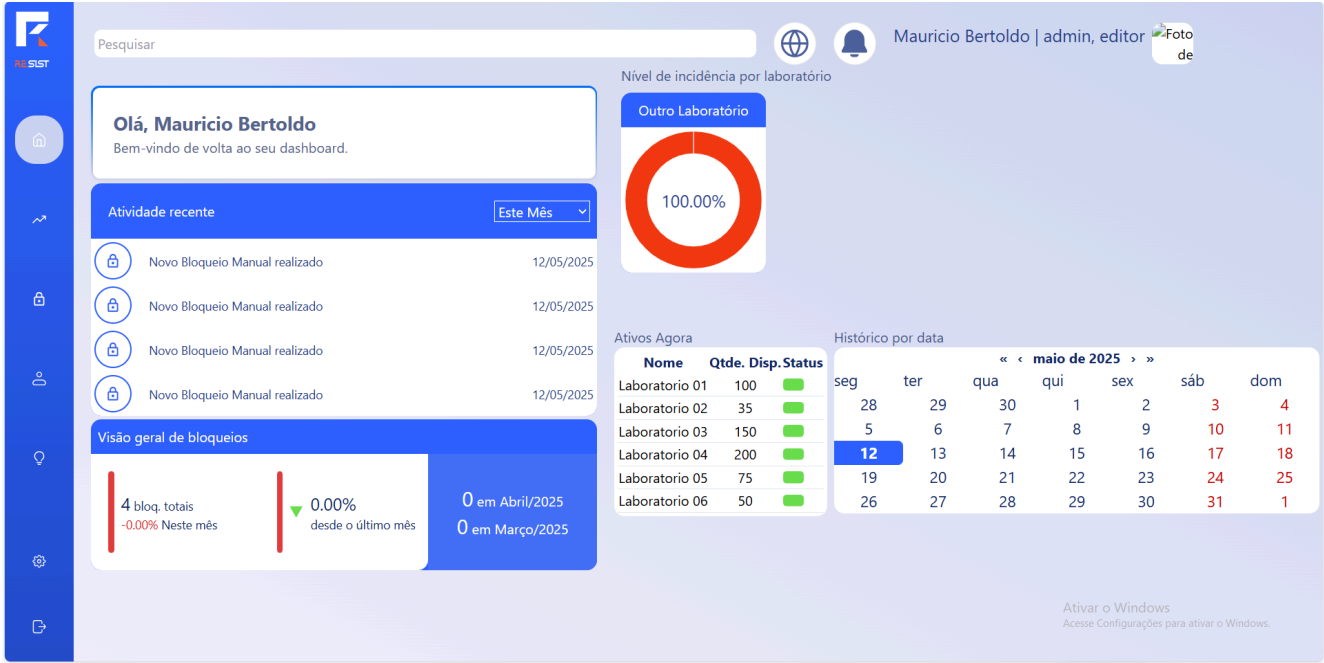 RESIST
Pesquisar
Mauricio Bertoldo | admin, editor
Foto
de
Olá, Mauricio Bertoldo
Bem-vindo de volta ao seu dashboard.
Atividade recente
Este Mês
Novo Bloqueio Manual realizado 12/05/2025
Novo Bloqueio Manual realizado 12/05/2025
Novo Bloqueio Manual realizado 12/05/2025
Novo Bloqueio Manual realizado 12/05/2025
Visão geral de bloqueios
4 bloq. totais
-0.00% Neste mês
0.00%
desde o último mês
0 em Abril/2025
0 em Março/2025
Nível de incidência por laboratório
Outro Laboratório
100.00%
Ativos Agora
Nome Qtde. Disp. Status
Laboratorio 01 100
Laboratorio 02 35
Laboratorio 03 150
Laboratorio 04 200
Laboratorio 05 75
Laboratorio 06 50
Histórico por data
« ‹ maio de 2025 › »
seg ter qua qui sex sáb dom
28 29 30 1 2 3 4
5 6 7 8 9 10 11
12 13 14 15 16 17 18
19 20 21 22 23 24 25
26 27 28 29 30 31 1
Ativar o Windows
Acesse Configurações para ativar o Windows.